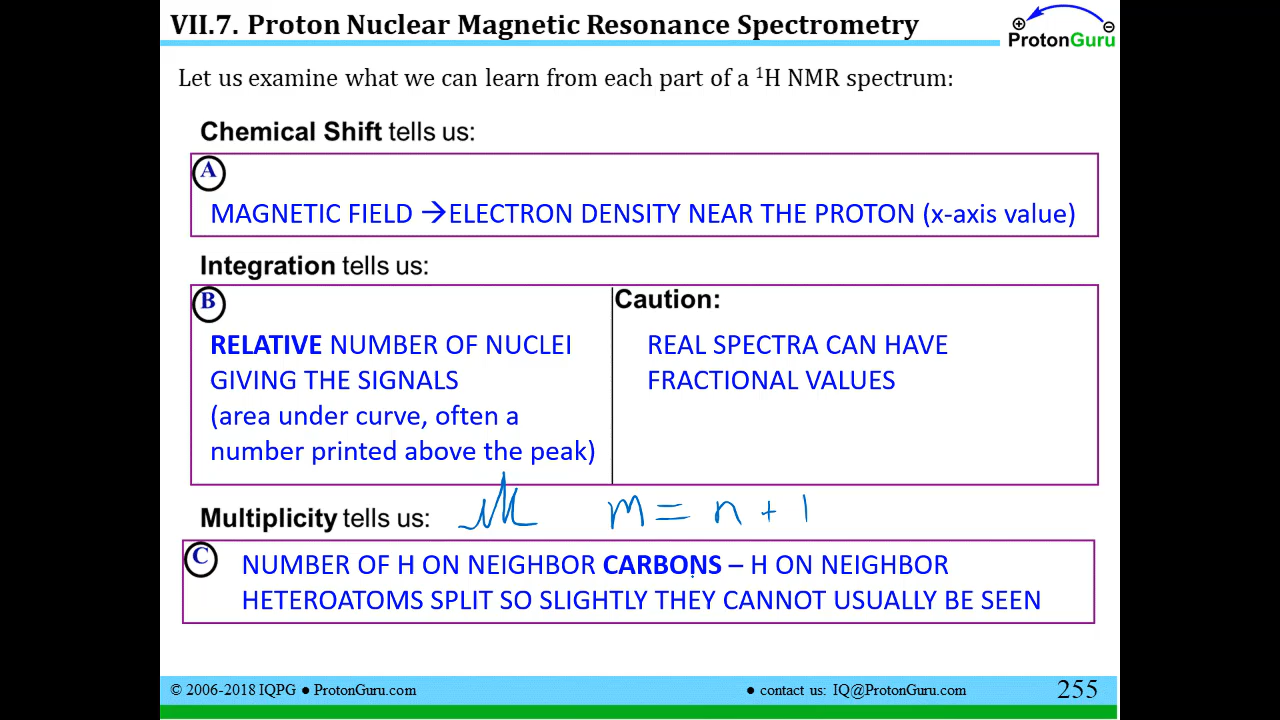 VII.7. Proton Nuclear Magnetic Resonance Spectrometry
ProtonGuru
Let us examine what we can learn from each part of a ¹H NMR spectrum:
Chemical Shift tells us:
A
MAGNETIC FIELD →ELECTRON DENSITY NEAR THE PROTON (x-axis value)
Integration tells us:
B
RELATIVE NUMBER OF NUCLEI
GIVING THE SIGNALS
(area under curve, often a
number printed above the peak)
Caution:
REAL SPECTRA CAN HAVE
FRACTIONAL VALUES
Multiplicity tells us: m = n + 1
C
NUMBER OF H ON NEIGHBOR CARBONS – H ON NEIGHBOR
HETEROATOMS SPLIT SO SLIGHTLY THEY CANNOT USUALLY BE SEEN
© 2006-2018 IQPG ● ProtonGuru.com
● contact us: IQ@ProtonGuru.com
255